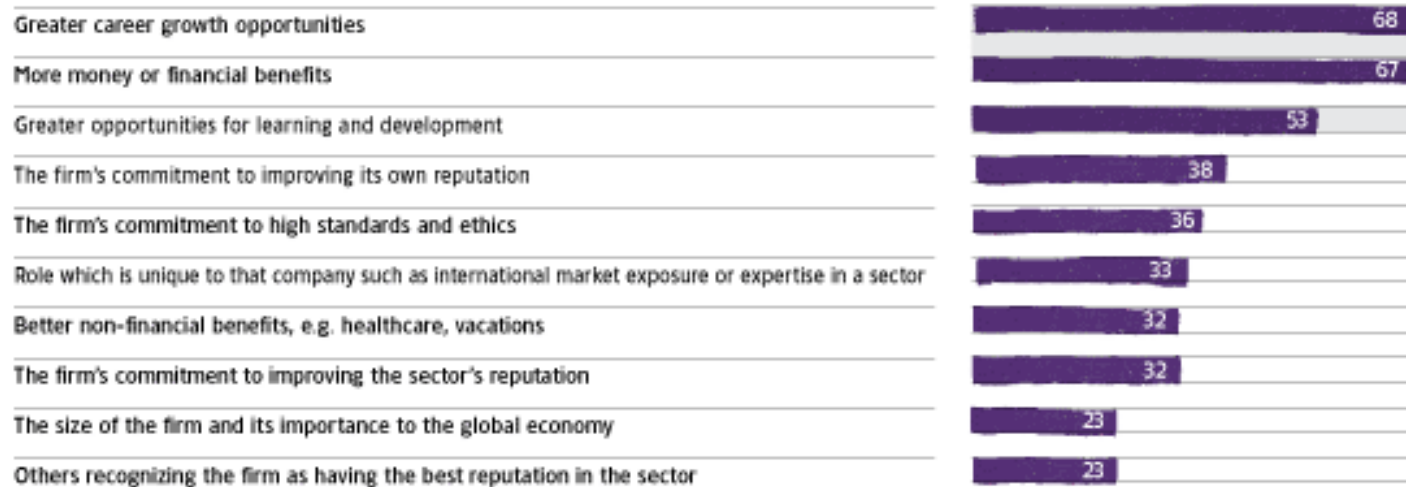 Greater career growth opportunities 68
More money or financial benefits 67
Greater opportunities for learning and development 53
The firm's commitment to improving its own reputation 38
The firm's commitment to high standards and ethics 36
Role which is unique to that company such as international market exposure or expertise in a sector 33
Better non-financial benefits, e.g. healthcare, vacations 32
The firm's commitment to improving the sector's reputation 32
The size of the firm and its importance to the global economy 23
Others recognizing the firm as having the best reputation in the sector 23